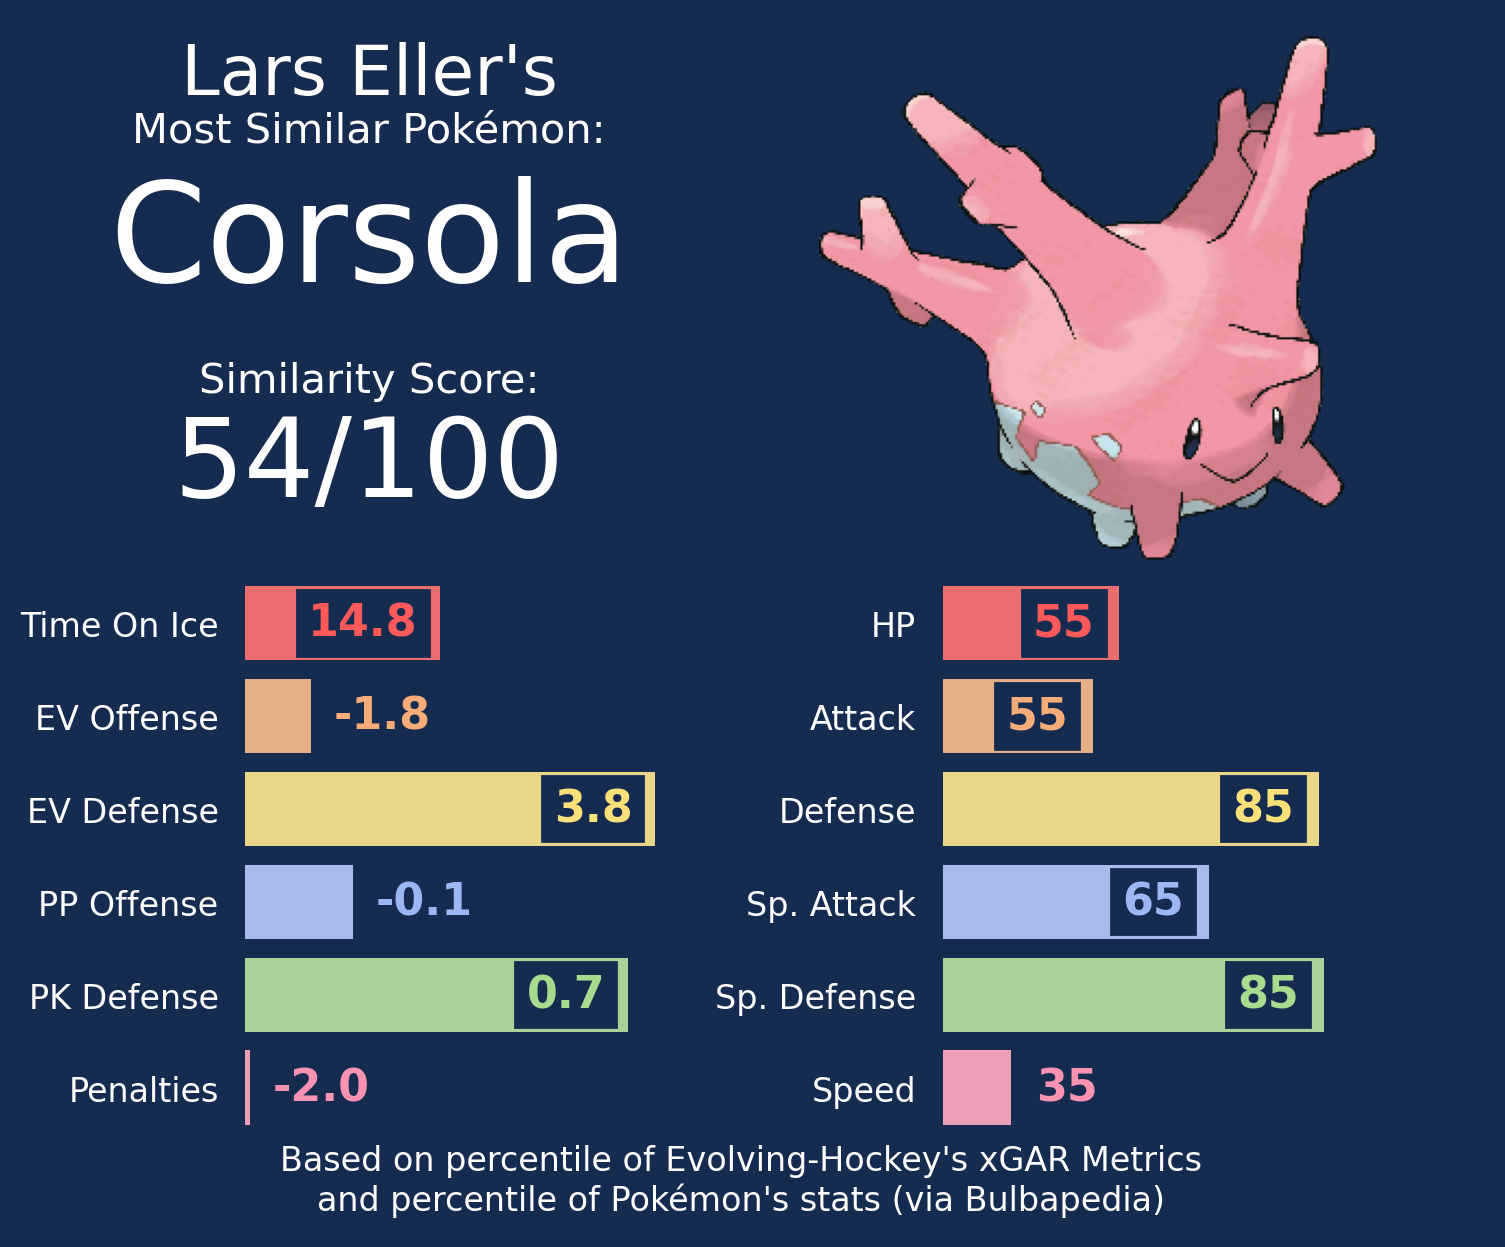 Lars Eller's
Most Similar Pokémon:
Corsola
Similarity Score:
54/100
Time On Ice 14.8
EV Offense -1.8
EV Defense 3.8
PP Offense -0.1
PK Defense 0.7
Penalties -2.0
HP 55
Attack 55
Defense 85
Sp. Attack 65
Sp. Defense 85
Speed 35
Based on percentile of Evolving-Hockey's xGAR Metrics
and percentile of Pokémon's stats (via Bulbapedia)